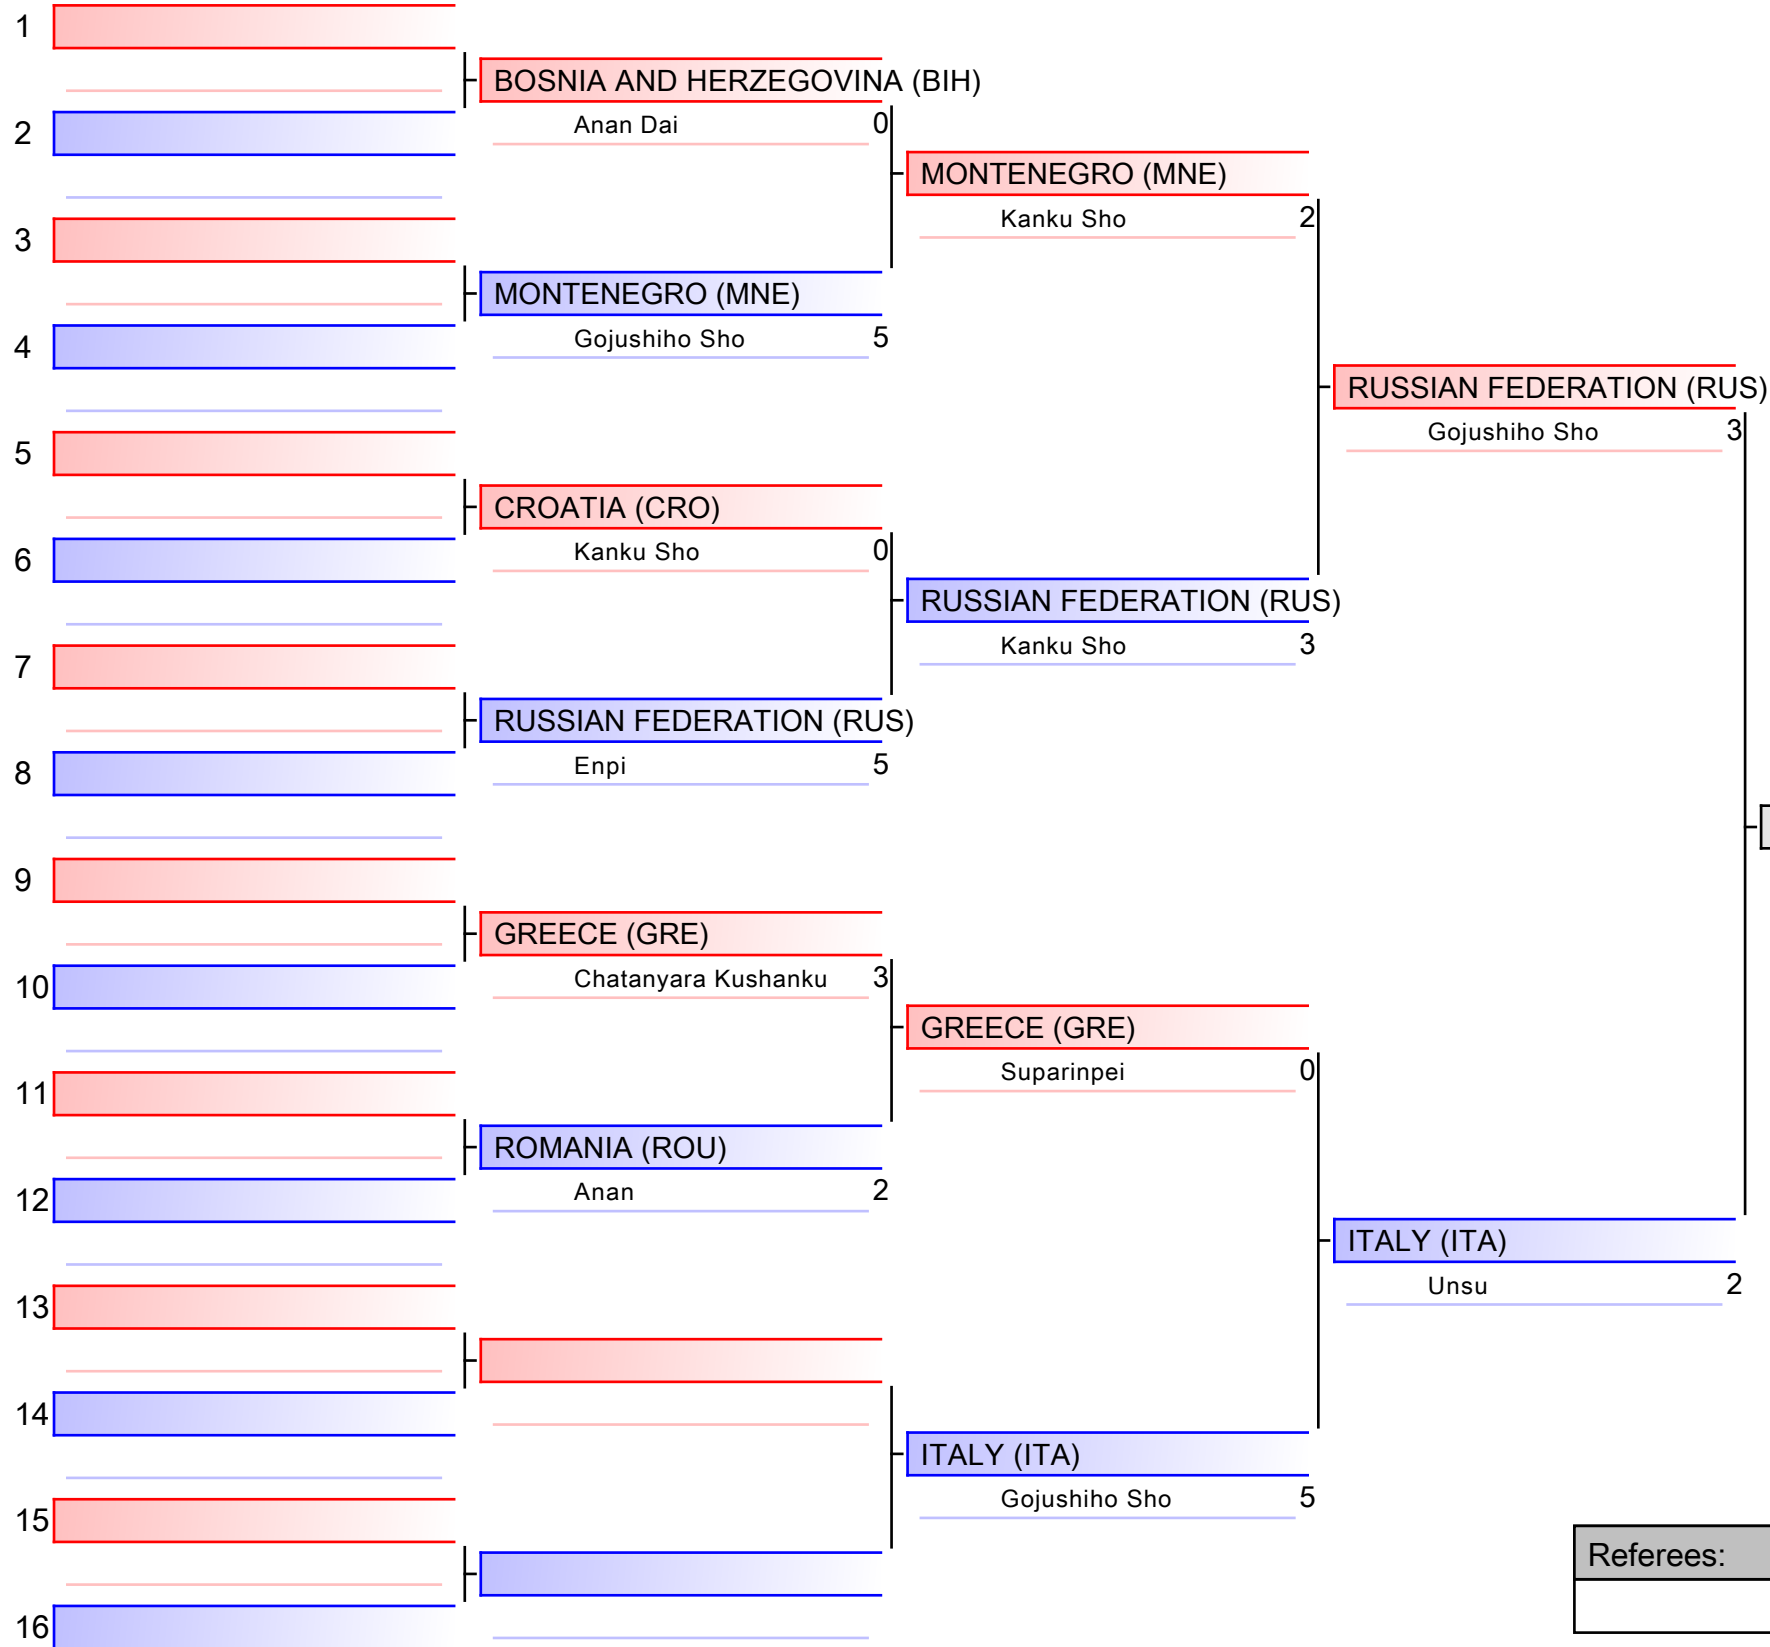 1
BOSNIA AND HERZEGOVINA (BIH)
Anan Dai 0
2
MONTENEGRO (MNE)
Kanku Sho 2
3
MONTENEGRO (MNE)
Gojushiho Sho 5
4
RUSSIAN FEDERATION (RUS)
Gojushiho Sho 3
5
CROATIA (CRO)
Kanku Sho 0
6
RUSSIAN FEDERATION (RUS)
Kanku Sho 3
7
RUSSIAN FEDERATION (RUS)
Enpi 5
8
9
GREECE (GRE)
Chatanyara Kushanku 3
10
GREECE (GRE)
Suparinpei 0
11
ROMANIA (ROU)
Anan 2
12
ITALY (ITA)
Unsu 2
13
14
ITALY (ITA)
Gojushiho Sho 5
15
Referees:
16